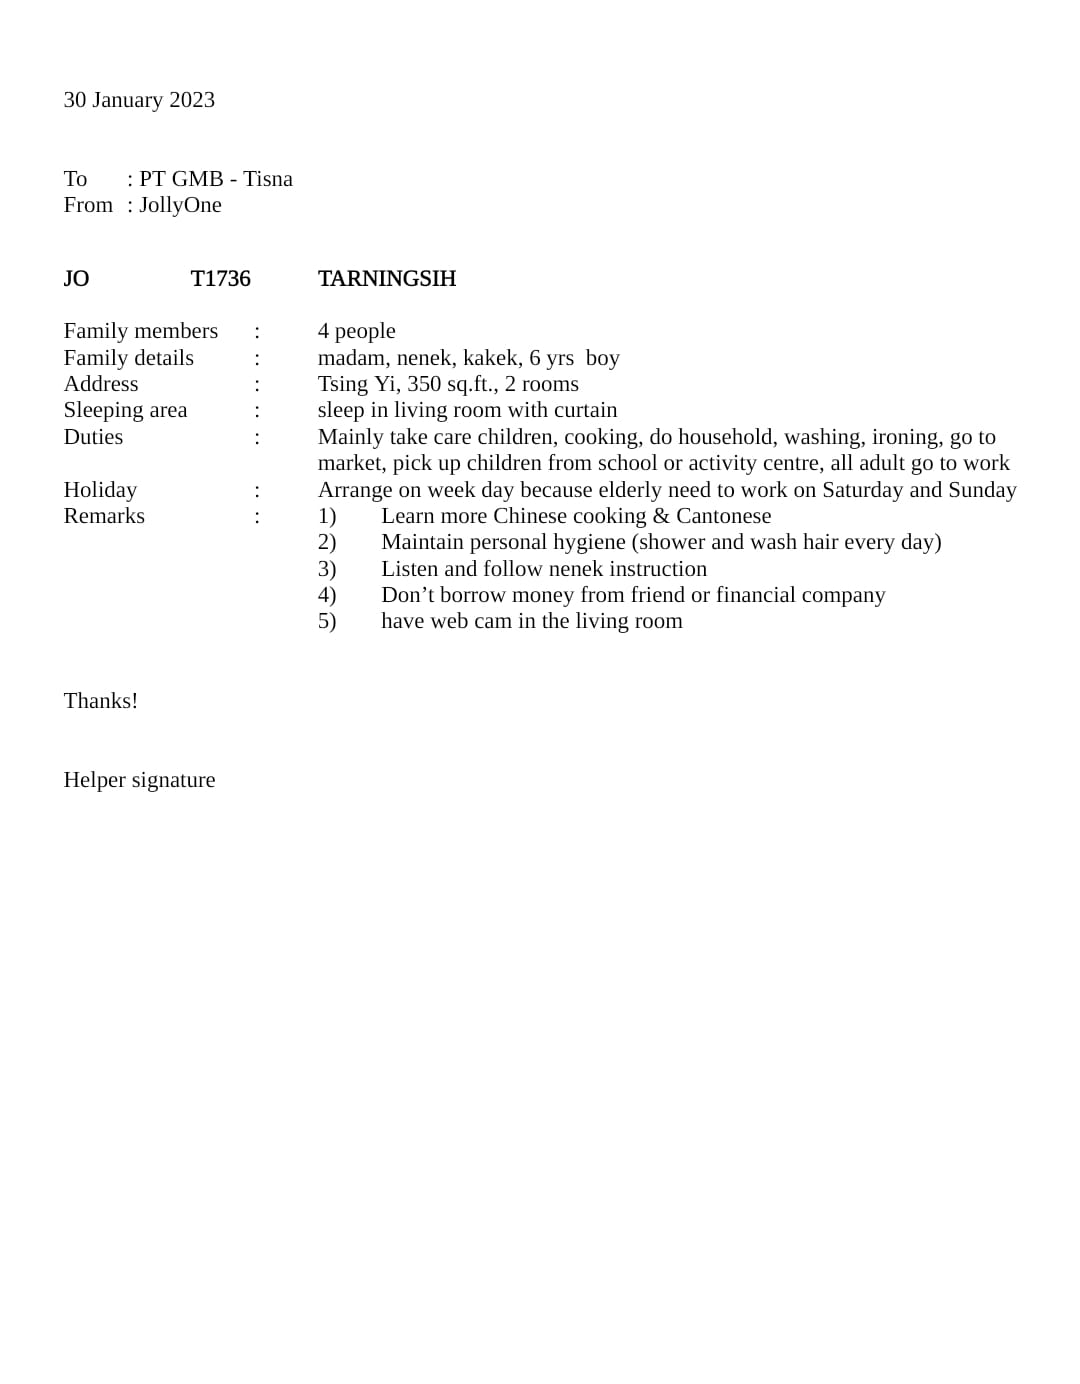 30 January 2023
To : PT GMB - Tisna
From : JollyOne
JO T1736 TARNINGSIH
Family members : 4 people
Family details : madam, nenek, kakek, 6 yrs  boy
Address : Tsing Yi, 350 sq.ft., 2 rooms
Sleeping area : sleep in living room with curtain
Duties : Mainly take care children, cooking, do household, washing, ironing, go to
market, pick up children from school or activity centre, all adult go to work
Holiday : Arrange on week day because elderly need to work on Saturday and Sunday
Remarks : 1) Learn more Chinese cooking & Cantonese
2) Maintain personal hygiene (shower and wash hair every day)
3) Listen and follow nenek instruction
4) Don’t borrow money from friend or financial company
5) have web cam in the living room
Thanks!
Helper signature